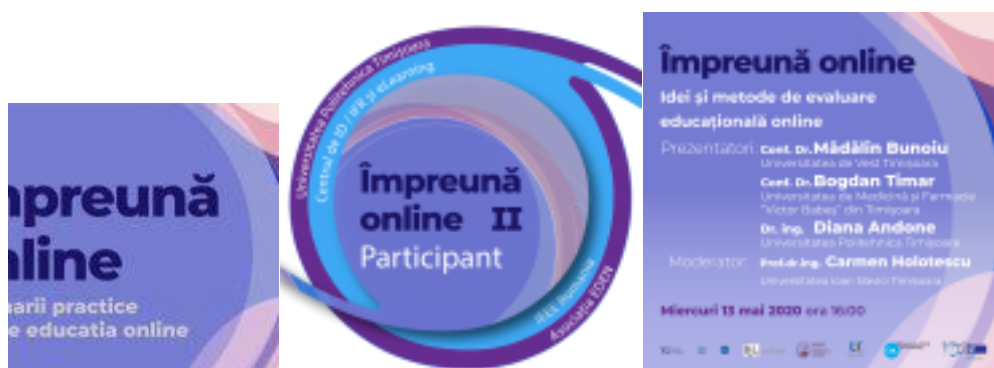 npreună
nline
arii practice
e educatia online
Universitatea Politehnica Timișoara
Centrul de ID / IFR și eLearning
Împreună
online II
Participant
IEEE Romania
Asociatia EDEN
Împreună online
Idei și metode de evaluare
educațională online
Prezentatori Conf. Dr. Mădălin Bunoiu
Universitatea de Vest Timișoara
Conf. Dr. Bogdan Timar
Universitatea de Medicină și Farmacie
"Victor Babeș" din Timișoara
Dr. Ing. Diana Andone
Universitatea Politehnica Timișoara
Moderator: Prof.dr.ing. Carmen Holotescu
Universitatea Ioan Slavici Timișoara
Miercuri 13 mai 2020 ora 16:00